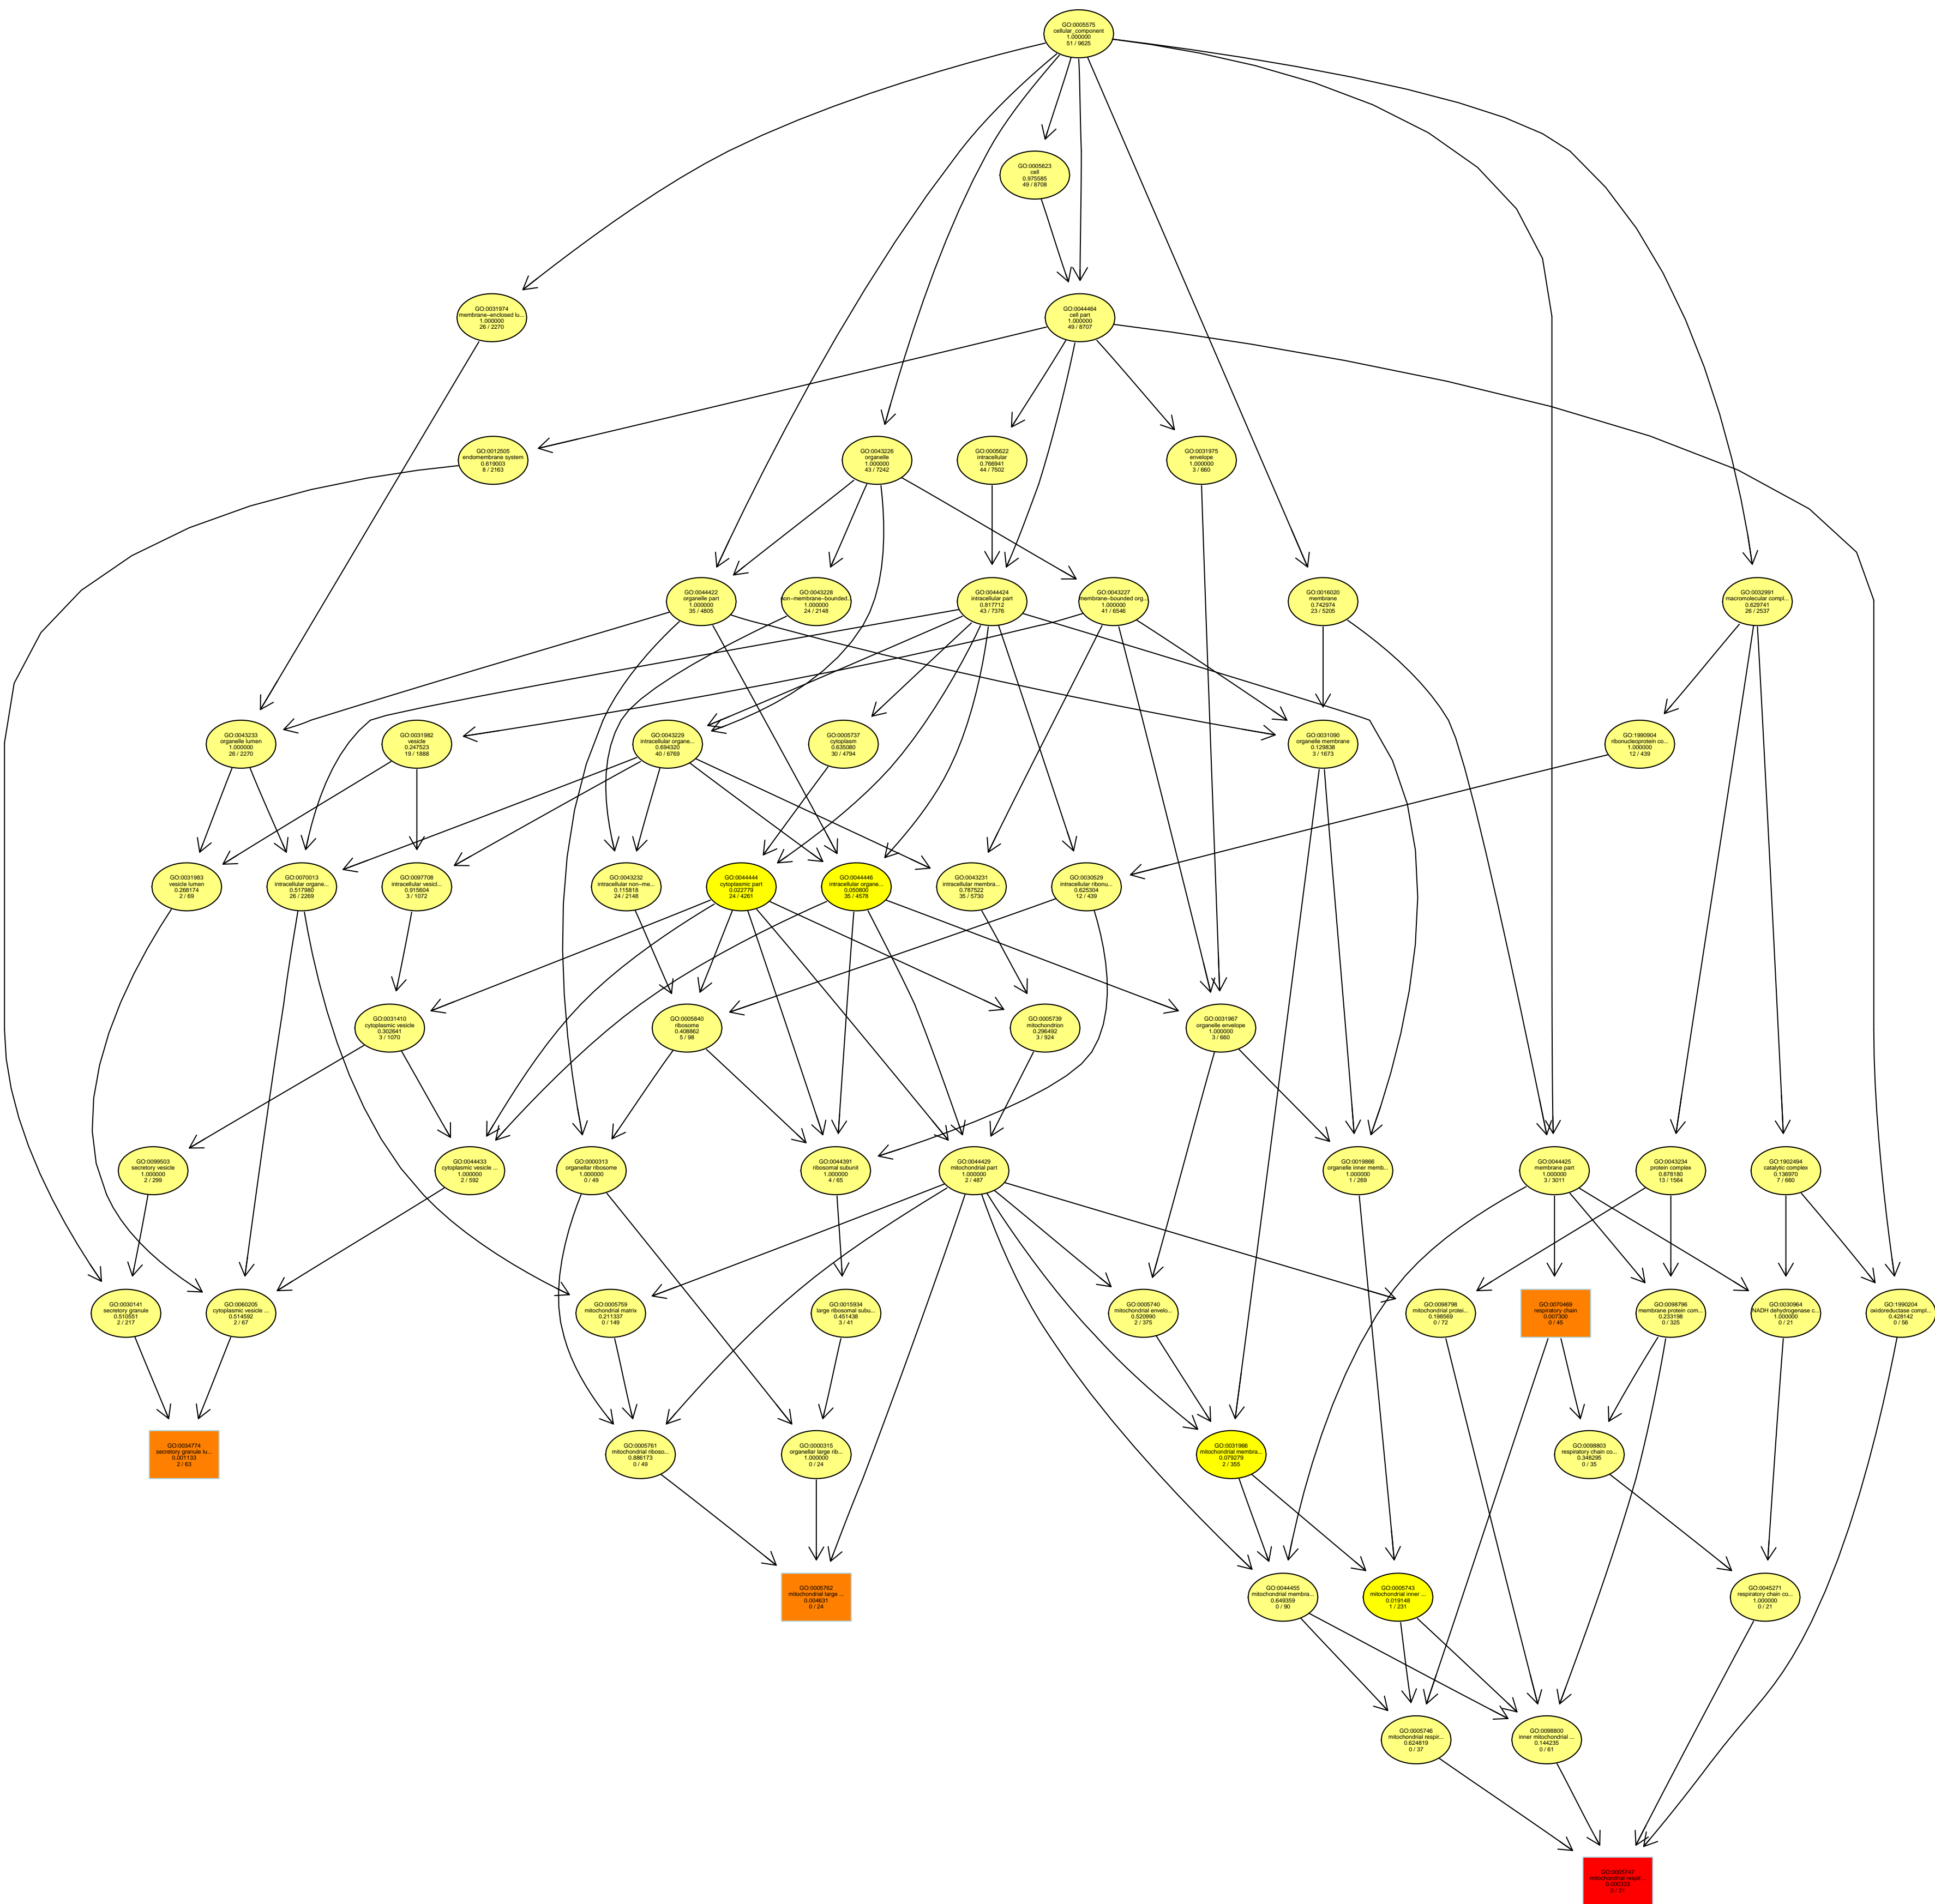 GO:0005575
cellular_component
1.000000
51 / 9625
GO:0005623
cell
0.975585
49 / 8708
GO:0031974
membrane−enclosed lu...
1.000000
26 / 2270
GO:0044464
cell part
1.000000
49 / 8707
GO:0012505
endomembrane system
0.619003
8 / 2163
GO:0043226
organelle
1.000000
43 / 7242
GO:0005622
intracellular
0.766941
44 / 7502
GO:0031975
envelope
1.000000
3 / 660
GO:0044422
organelle part
1.000000
35 / 4805
GO:0043228
non−membrane−bounded...
1.000000
24 / 2148
GO:0044424
intracellular part
0.817712
43 / 7376
GO:0043227
membrane−bounded org...
1.000000
41 / 6546
GO:0016020
membrane
0.742974
23 / 5205
GO:0032991
macromolecular compl...
0.629741
26 / 2537
GO:0043233
organelle lumen
1.000000
26 / 2270
GO:0031982
vesicle
0.247523
19 / 1888
GO:0043229
intracellular organe...
0.694320
40 / 6769
GO:0005737
cytoplasm
0.635080
30 / 4794
GO:0031090
organelle membrane
0.129838
3 / 1673
GO:1990904
ribonucleoprotein co...
1.000000
12 / 439
GO:0031983
vesicle lumen
0.268174
2 / 69
GO:0070013
intracellular organe...
0.517980
26 / 2269
GO:0097708
intracellular vesicl...
0.915604
3 / 1072
GO:0043232
intracellular non−me...
0.115818
24 / 2148
GO:0044444
cytoplasmic part
0.022779
24 / 4261
GO:0044446
intracellular organe...
0.050800
35 / 4578
GO:0043231
intracellular membra...
0.787522
35 / 5730
GO:0030529
intracellular ribonu...
0.625304
12 / 439
GO:0031410
cytoplasmic vesicle
0.302641
3 / 1070
GO:0005840
ribosome
0.408862
5 / 98
GO:0005739
mitochondrion
0.296492
3 / 924
GO:0031967
organelle envelope
1.000000
3 / 660
GO:0099503
secretory vesicle
1.000000
2 / 299
GO:0044433
cytoplasmic vesicle ...
1.000000
2 / 592
GO:0000313
organellar ribosome
1.000000
0 / 49
GO:0044391
ribosomal subunit
1.000000
4 / 65
GO:0044429
mitochondrial part
1.000000
2 / 487
GO:0019866
organelle inner memb...
1.000000
1 / 269
GO:0044425
membrane part
1.000000
3 / 3011
GO:0043234
protein complex
0.878180
13 / 1564
GO:1902494
catalytic complex
0.136970
7 / 660
GO:0030141
secretory granule
0.510551
2 / 217
GO:0060205
cytoplasmic vesicle ...
0.514592
2 / 67
GO:0005759
mitochondrial matrix
0.211337
0 / 149
GO:0015934
large ribosomal subu...
0.451438
3 / 41
GO:0005740
mitochondrial envelo...
0.520990
2 / 375
GO:0098798
mitochondrial protei...
0.198569
0 / 72
GO:0070469
respiratory chain
0.007300
0 / 45
GO:0098796
membrane protein com...
0.233198
0 / 325
GO:0030964
NADH dehydrogenase c...
1.000000
0 / 21
GO:1990204
oxidoreductase compl...
0.428142
0 / 56
GO:0034774
secretory granule lu...
0.001133
2 / 63
GO:0005761
mitochondrial riboso...
0.886173
0 / 49
GO:0000315
organellar large rib...
1.000000
0 / 24
GO:0031966
mitochondrial membra...
0.079279
2 / 355
GO:0098803
respiratory chain co...
0.348295
0 / 35
GO:0005762
mitochondrial large ...
0.004631
0 / 24
GO:0044455
mitochondrial membra...
0.649359
0 / 90
GO:0005743
mitochondrial inner ...
0.019148
1 / 231
GO:0045271
respiratory chain co...
1.000000
0 / 21
GO:0005746
mitochondrial respir...
0.624819
0 / 37
GO:0098800
inner mitochondrial ...
0.144235
0 / 61
GO:0005747
mitochondrial respir...
0 / 21